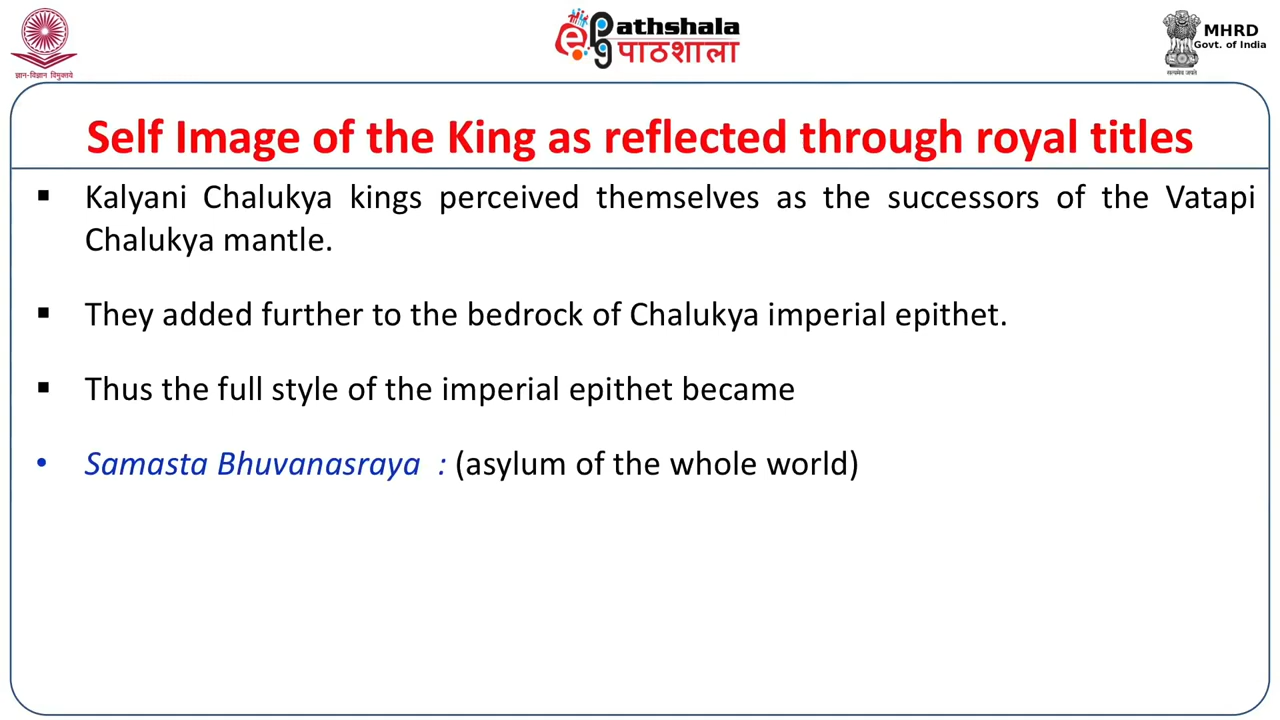 ज्ञान-विज्ञान विमुक्तये
ePG Pathshala
पाठशाला
MHRD
Govt. of India
सत्यमेव जयते
Self Image of the King as reflected through royal titles
▪ Kalyani Chalukya kings perceived themselves as the successors of the Vatapi
Chalukya mantle.
▪ They added further to the bedrock of Chalukya imperial epithet.
▪ Thus the full style of the imperial epithet became
• Samasta Bhuvanasraya : (asylum of the whole world)